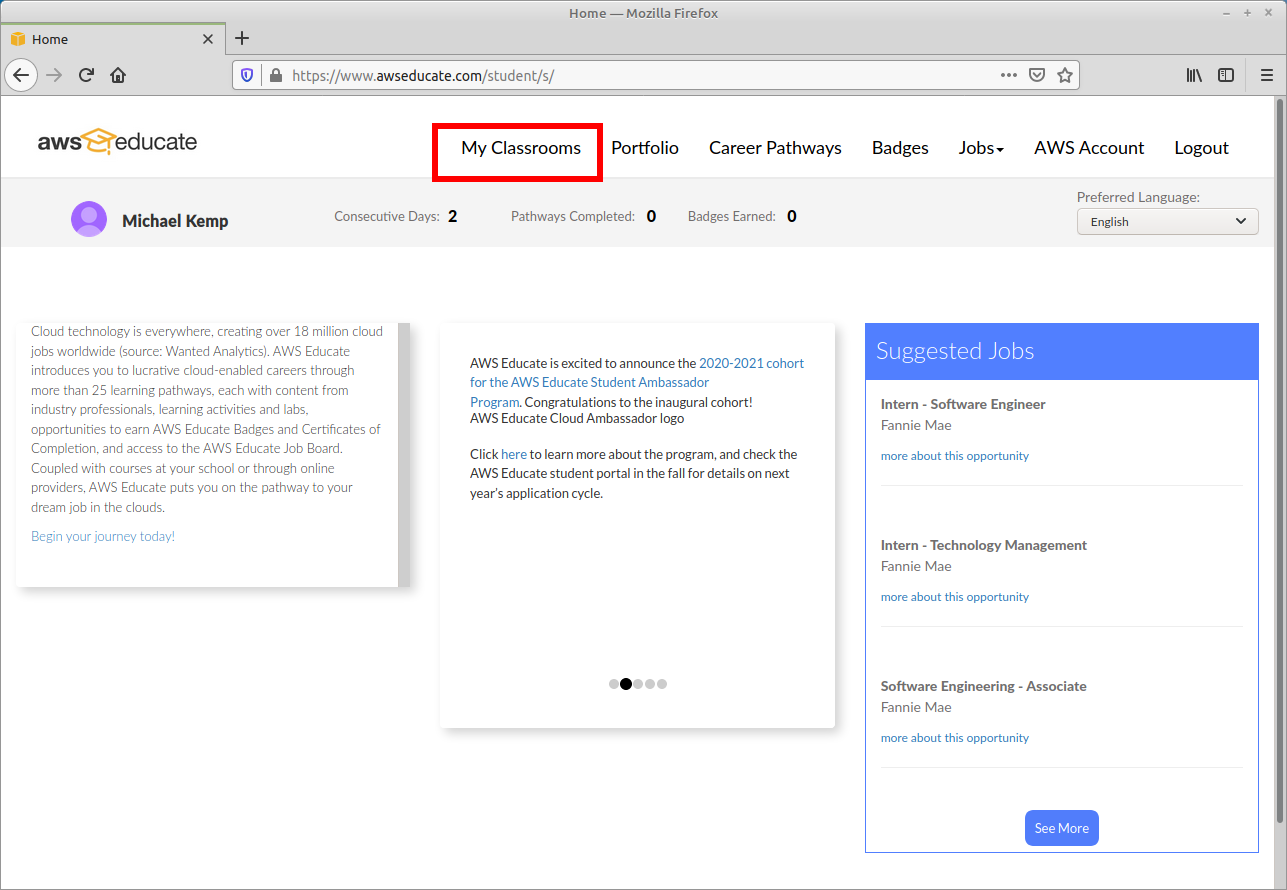 Home — Mozilla Firefox
Home
https://www.awseducate.com/student/s/
aws educate
My Classrooms
Portfolio
Career Pathways
Badges
Jobs
AWS Account
Logout
Michael Kemp
Consecutive Days: 2
Pathways Completed: 0
Badges Earned: 0
Preferred Language:
English
Cloud technology is everywhere, creating over 18 million cloud
jobs worldwide (source: Wanted Analytics). AWS Educate
introduces you to lucrative cloud-enabled careers through
more than 25 learning pathways, each with content from
industry professionals, learning activities and labs,
opportunities to earn AWS Educate Badges and Certificates of
Completion, and access to the AWS Educate Job Board.
Coupled with courses at your school or through online
providers, AWS Educate puts you on the pathway to your
dream job in the clouds.
Begin your journey today!
AWS Educate is excited to announce the 2020-2021 cohort
for the AWS Educate Student Ambassador
Program. Congratulations to the inaugural cohort!
AWS Educate Cloud Ambassador logo
Click here to learn more about the program, and check the
AWS Educate student portal in the fall for details on next
year's application cycle.
Suggested Jobs
Intern - Software Engineer
Fannie Mae
more about this opportunity
Intern - Technology Management
Fannie Mae
more about this opportunity
Software Engineering - Associate
Fannie Mae
more about this opportunity
See More